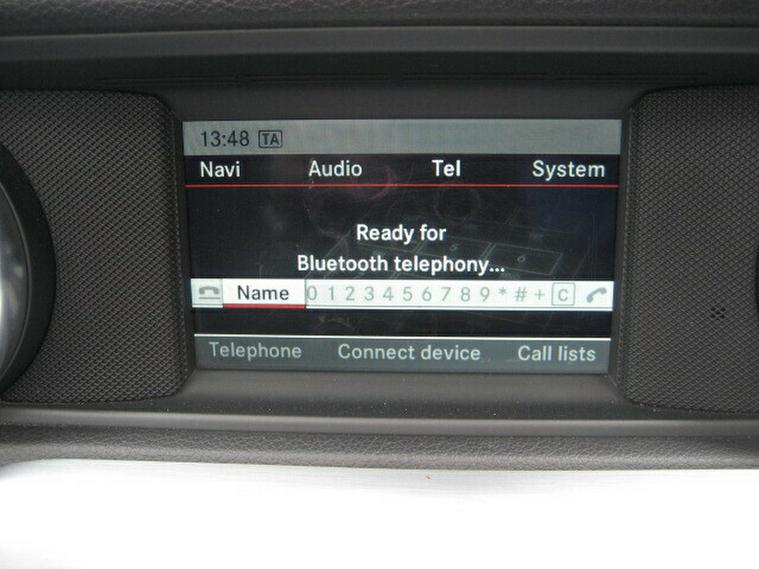 13:48 TA
Navi Audio Tel System
Ready for
Bluetooth telephony...
Name 0 1 2 3 4 5 6 7 8 9 * # + C
Telephone Connect device Call lists